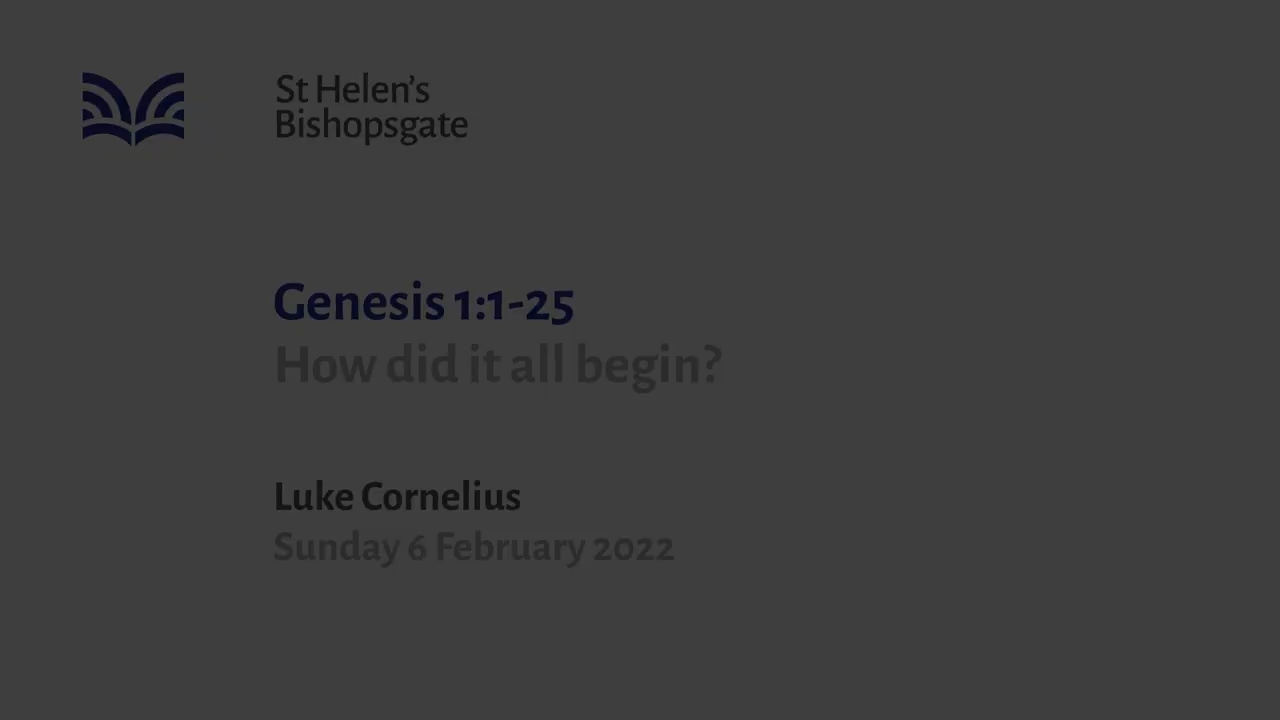 St Helen's
Bishopsgate
Genesis 1:1-25
How did it all begin?
Luke Cornelius
Sunday 6 February 2022